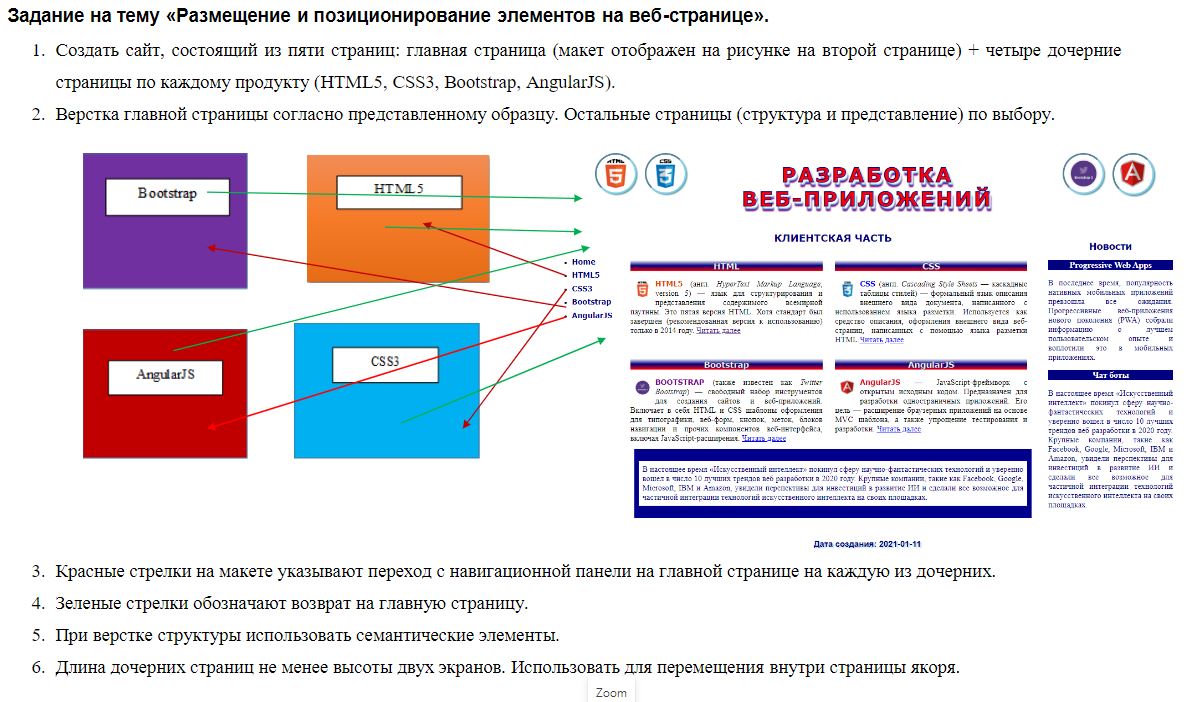 Задание на тему «Размещение и позиционирование элементов на веб-странице».
1. Создать сайт, состоящий из пяти страниц: главная страница (макет отображен на рисунке на второй странице) + четыре дочерние
страницы по каждому продукту (HTML5, CSS3, Bootstrap, AngularJS).
2. Верстка главной страницы согласно представленному образцу. Остальные страницы (структура и представление) по выбору.
Bootstrap
HTML5
AngularJS
CSS3
HTML
CSS
РАЗРАБОТКА
ВЕБ-ПРИЛОЖЕНИЙ
КЛИЕНТСКАЯ ЧАСТЬ
Home
HTML5
CSS3
Bootstrap
AngularJS
HTML
HTML5 (англ. HyperText Markup Language,
version 5) — язык для структурирования и
представления содержимого всемирной
паутины. Это пятая версия HTML. Хотя стандарт был
завершён (рекомендованная версия к использованию)
только в 2014 году. Читать далее
CSS
CSS (англ. Cascading Style Sheets — каскадные
таблицы стилей) — формальный язык описания
внешнего вида документа, написанного с
использованием языка разметки. Используется как
средство описания, оформления внешнего вида веб-
страниц, написанных с помощью языка разметки
HTML. Читать далее
Bootstrap
BOOTSTRAP (также известен как Twitter
Bootstrap) — свободный набор инструментов
для создания сайтов и веб-приложений.
Включает в себя HTML и CSS шаблоны оформления
для типографики, веб-форм, кнопок, меток, блоков
навигации и прочих компонентов веб-интерфейса,
включая JavaScript-расширения. Читать далее
AngularJS
AngularJS — JavaScript-фреймворк с
открытым исходным кодом. Предназначен для
разработки одностраничных приложений. Его
цель — расширение браузерных приложений на основе
MVC шаблона, а также упрощение тестирования и
разработки. Читать далее
В настоящее время «Искусственный интеллект» покинул сферу научно-фантастических технологий и уверенно
вошел в число 10 лучших трендов веб разработки в 2020 году. Крупные компании, такие как Facebook, Google,
Microsoft, IBM и Amazon, увидели перспективы для инвестиций в развитие ИИ и сделали все возможное для
частичной интеграции технологий искусственного интеллекта на своих площадках.
Новости
Progressive Web Apps
В последнее время, популярность
нативных мобильных приложений
превзошла все ожидания.
Прогрессивные веб-приложения
нового поколения (PWA) собрали
информацию о лучшем
пользовательском опыте и
воплотили это в мобильных
приложениях.
Чат боты
В настоящее время «Искусственный
интеллект» покинул сферу научно-
фантастических технологий и
уверенно вошел в число 10 лучших
трендов веб разработки в 2020 году.
Крупные компании, такие как
Facebook, Google, Microsoft, IBM и
Amazon, увидели перспективы для
инвестиций в развитие ИИ и
сделали все возможное для
частичной интеграции технологий
искусственного интеллекта на своих
площадках.
Дата создания: 2021-01-11
3. Красные стрелки на макете указывают переход с навигационной панели на главной странице на каждую из дочерних.
4. Зеленые стрелки обозначают возврат на главную страницу.
5. При верстке структуры использовать семантические элементы.
6. Длина дочерних страниц не менее высоты двух экранов. Использовать для перемещения внутри страницы якоря.
Zoom